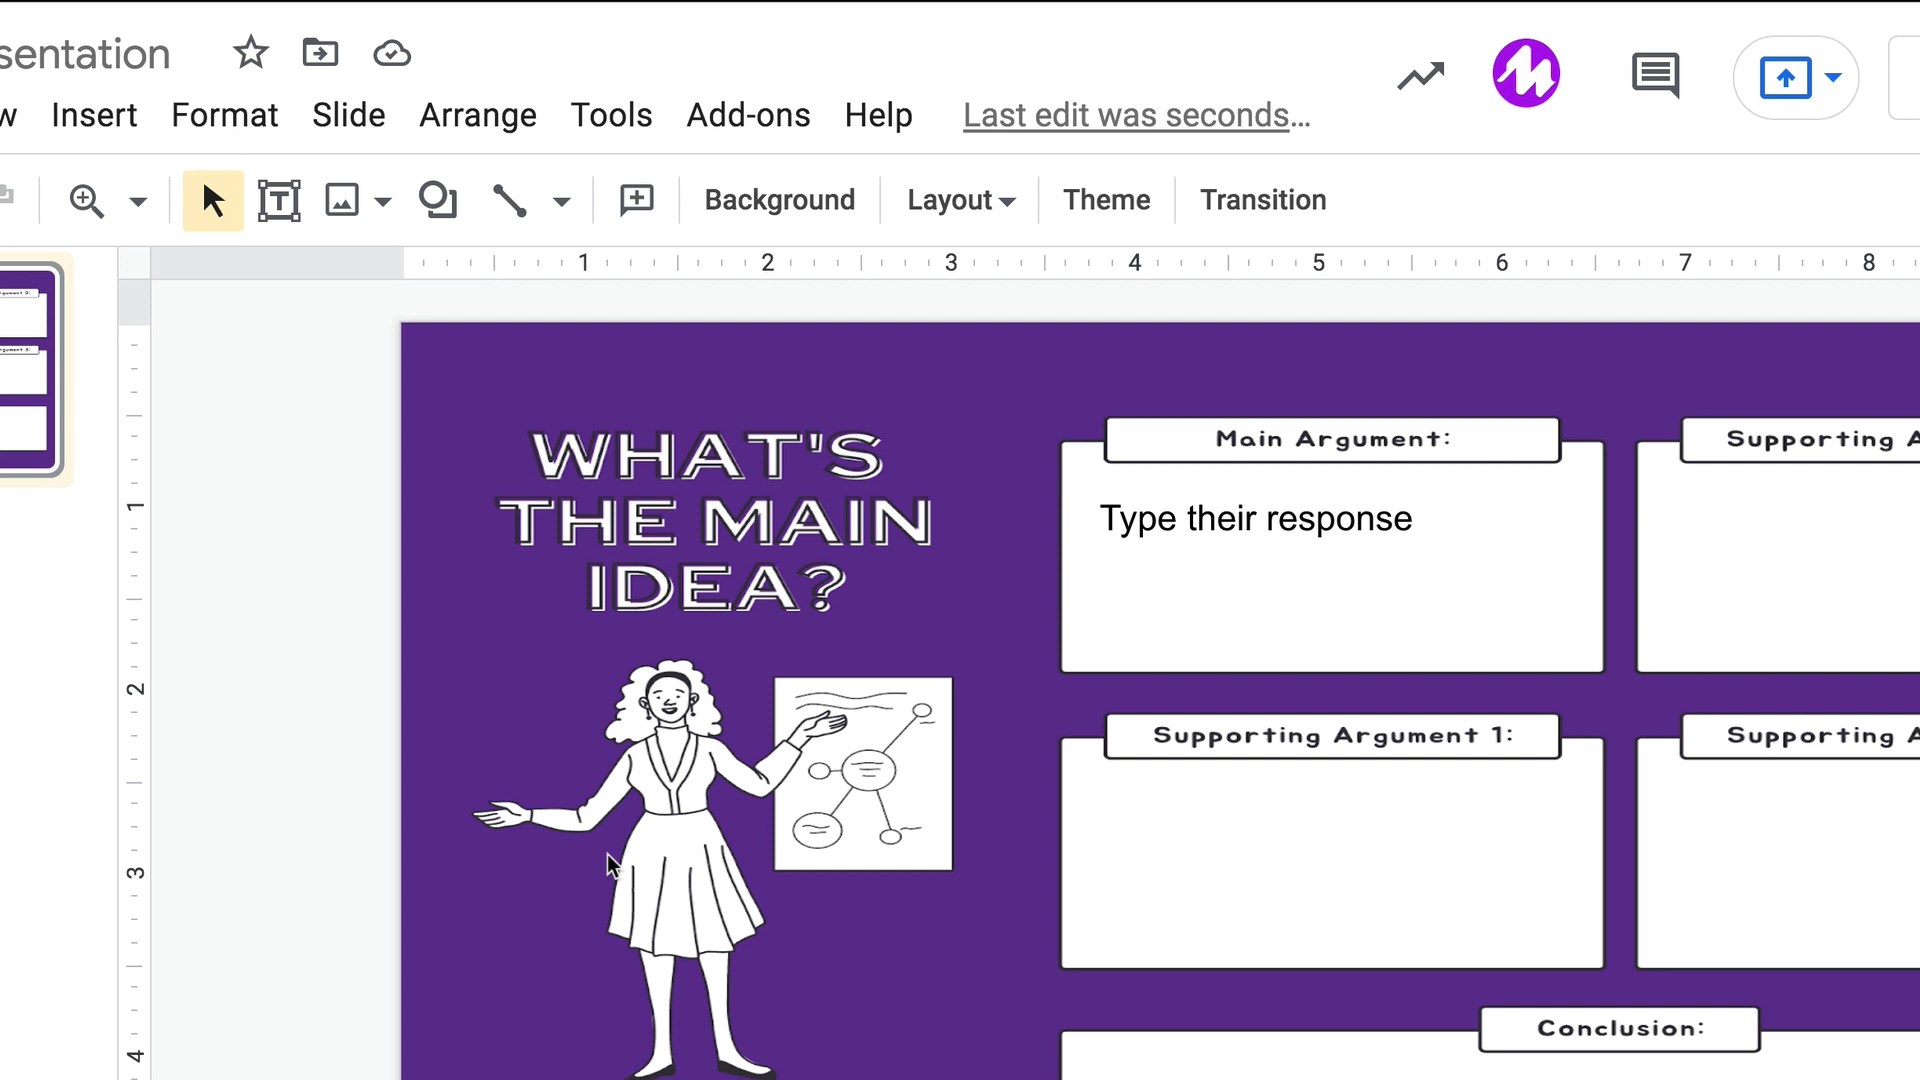 sentation
w Insert Format Slide Arrange Tools Add-ons Help Last edit was seconds...
Background Layout Theme Transition
1 2 3 4 5 6 7 8
1
2
3
4
WHAT'S
THE MAIN
IDEA?
Main Argument:
Type their response
Supporting A
Supporting Argument 1:
Supporting A
Conclusion: